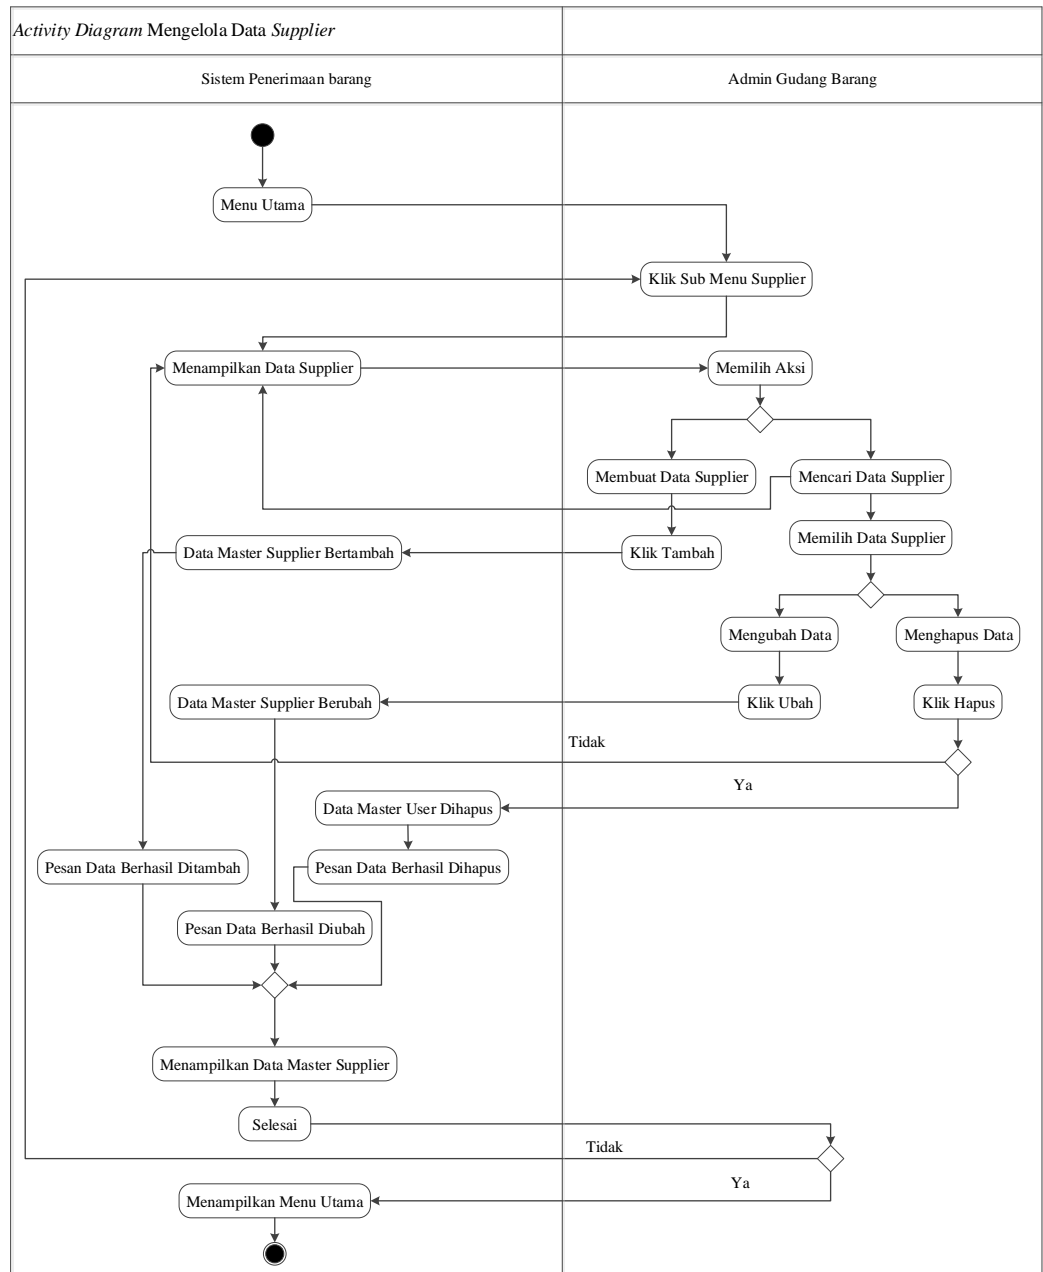 Activity Diagram Mengelola Data Supplier
Sistem Penerimaan barang
Admin Gudang Barang
Menu Utama
Klik Sub Menu Supplier
Menampilkan Data Supplier
Memilih Aksi
Membuat Data Supplier
Mencari Data Supplier
Memilih Data Supplier
Data Master Supplier Bertambah
Klik Tambah
Mengubah Data
Menghapus Data
Data Master Supplier Berubah
Klik Ubah
Klik Hapus
Tidak
Ya
Data Master User Dihapus
Pesan Data Berhasil Ditambah
Pesan Data Berhasil Dihapus
Pesan Data Berhasil Diubah
Menampilkan Data Master Supplier
Selesai
Tidak
Ya
Menampilkan Menu Utama